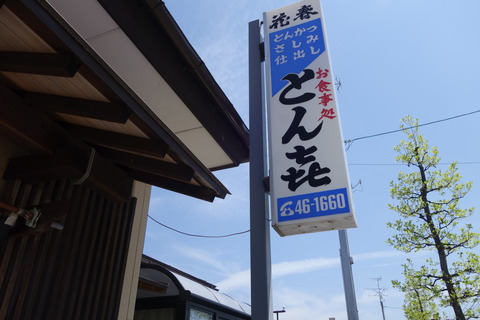 花春
とんかつ
さしみ
仕出し
お食事処
とん㐂
☎46-1660